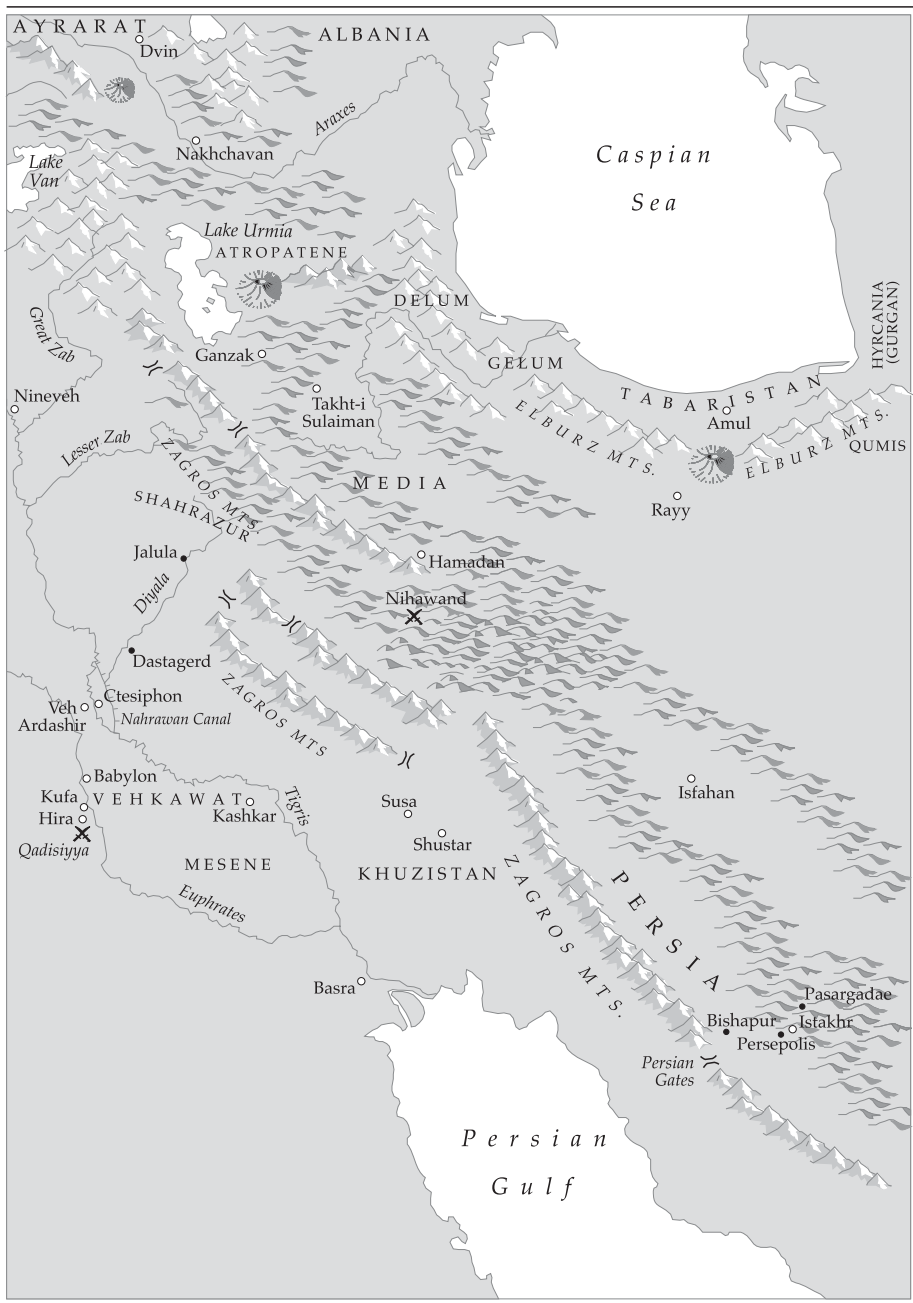 AYRARAT
ALBANIA
Dvin
Araxes
Nakhchavan
Caspian
Sea
Lake
Van
Lake Urmia
ATROPATENE
DELUM
HYRCANIA
(GURGAN)
Great Zab
Ganzak
GEŁUM
Nineveh
Takht-i
Sulaiman
TABARISTAN
Amul
ELBURZ MTS.
ELBURZ MTS.
QUMIS
Lesser Zab
ZAGROS MTS.
MEDIA
Rayy
SHAHRAZUR
Jalula
Hamadan
Diyala
Nihawand
Dastagerd
Ctesiphon
Veh
Ardashir
Nahrawan Canal
ZAGROS MTS
Babylon
Isfahan
Kufa
VEHKAWAT
Kashkar
Tigris
Susa
Hira
Shustar
Qadisiyya
MESENE
KHUZISTAN
Euphrates
ZAGROS MTS.
PERSIA
Basra
Pasargadae
Bishapur
Istakhr
Persepolis
Persian
Gates
Persian
Gulf